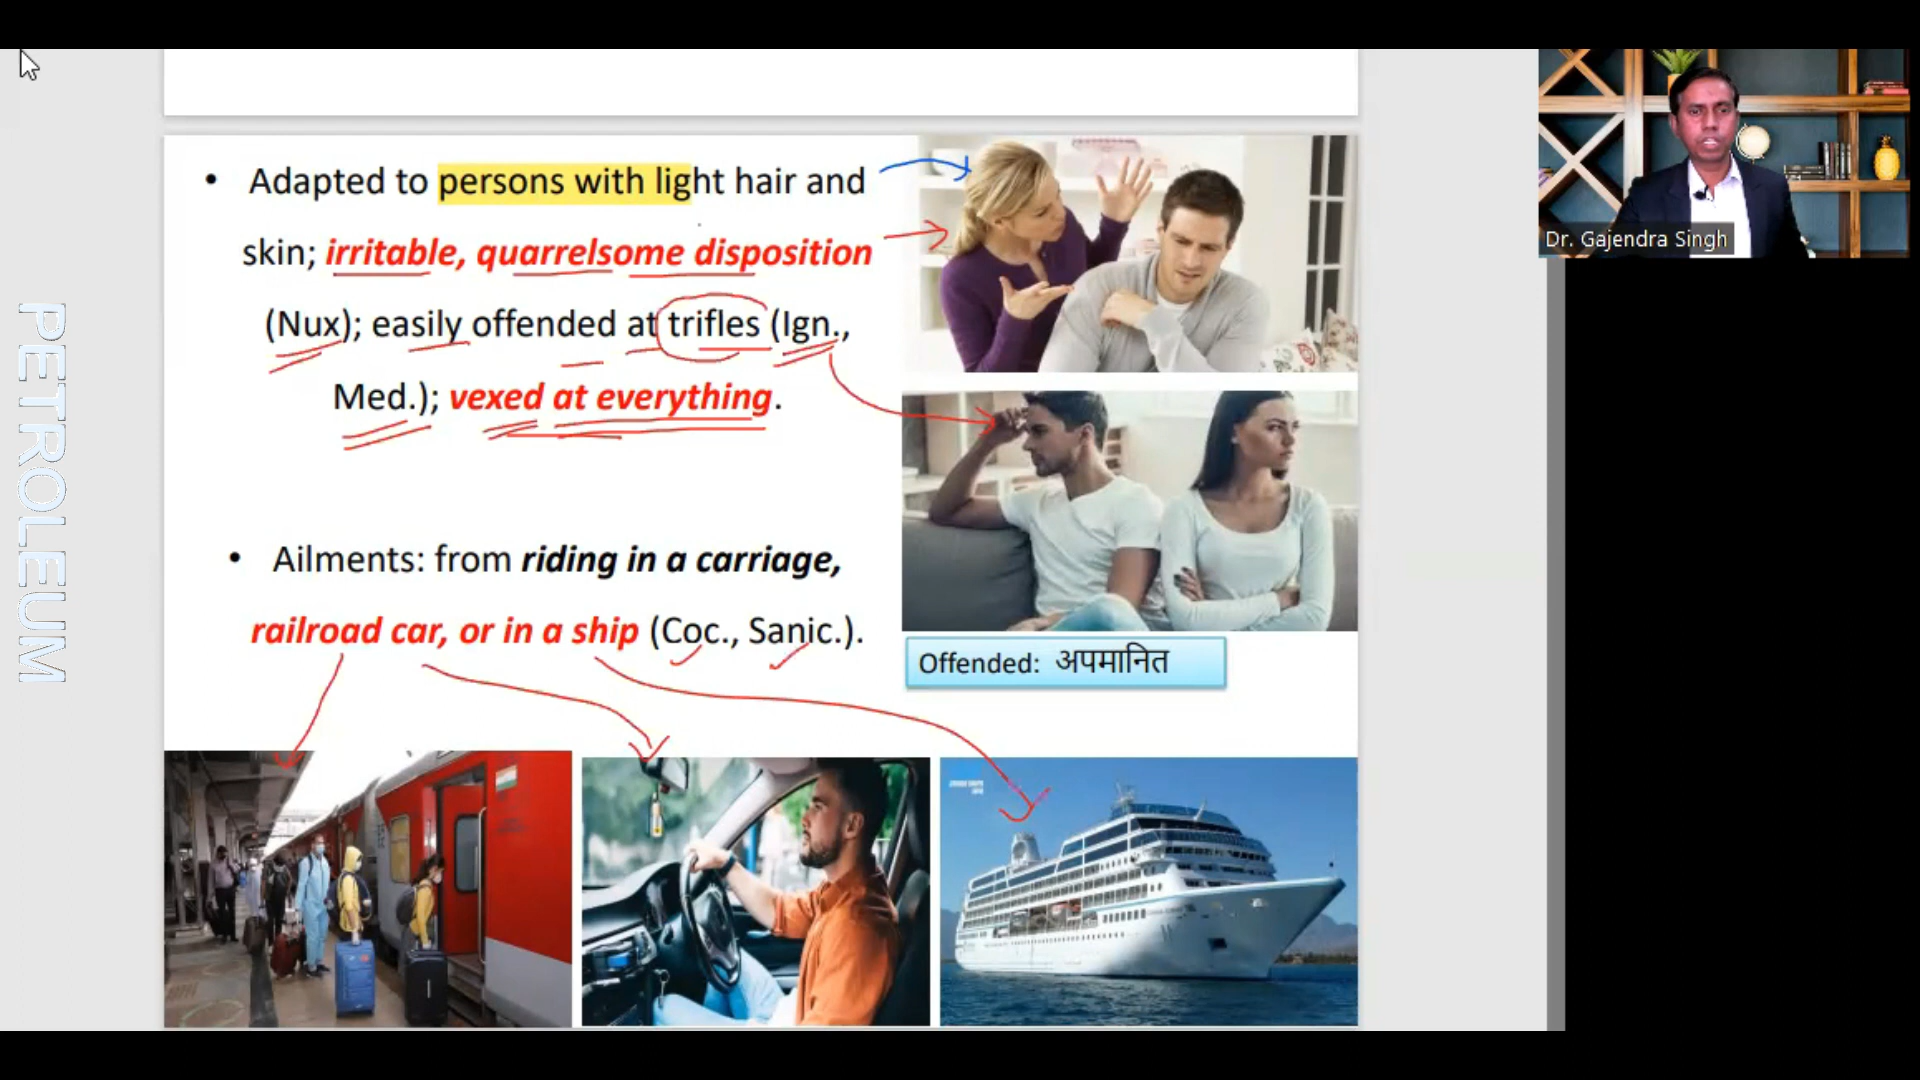 PETROLEUM
• Adapted to persons with light hair and
skin; irritable, quarrelsome disposition
(Nux); easily offended at trifles (Ign.,
Med.); vexed at everything.
• Ailments: from riding in a carriage,
railroad car, or in a ship (Coc., Sanic.).
Offended: अपमानित
Dr. Gajendra Singh